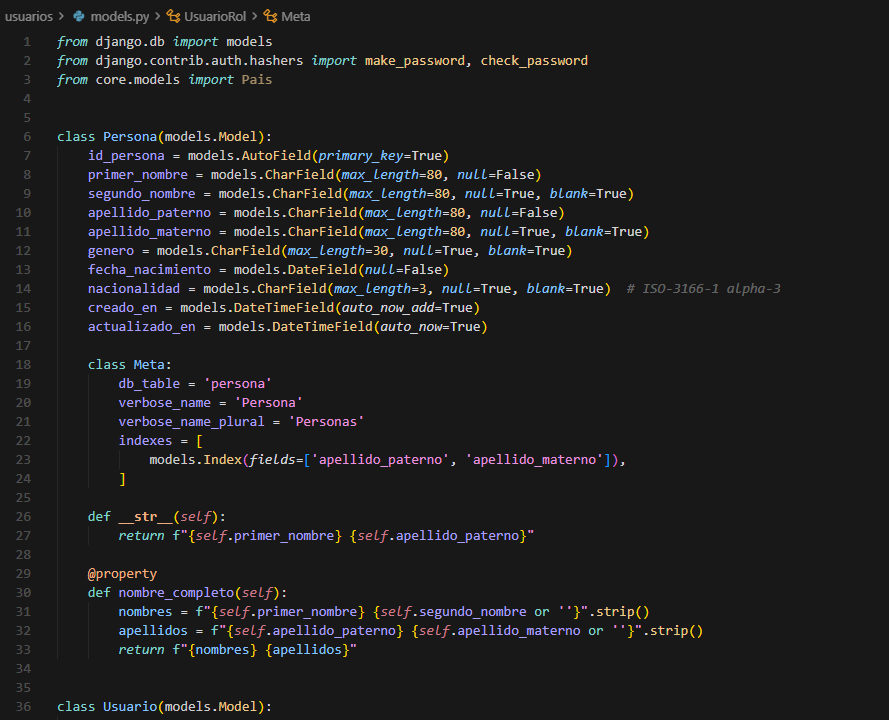 usuarios > models.py > UsuarioRol > Meta
1 from django.db import models
2 from django.contrib.auth.hashers import make_password, check_password
3 from core.models import Pais
4
5
6 class Persona(models.Model):
7     id_persona = models.AutoField(primary_key=True)
8     primer_nombre = models.CharField(max_length=80, null=False)
9     segundo_nombre = models.CharField(max_length=80, null=True, blank=True)
10     apellido_paterno = models.CharField(max_length=80, null=False)
11     apellido_materno = models.CharField(max_length=80, null=True, blank=True)
12     genero = models.CharField(max_length=30, null=True, blank=True)
13     fecha_nacimiento = models.DateField(null=False)
14     nacionalidad = models.CharField(max_length=3, null=True, blank=True)  # ISO-3166-1 alpha-3
15     creado_en = models.DateTimeField(auto_now_add=True)
16     actualizado_en = models.DateTimeField(auto_now=True)
17
18     class Meta:
19         db_table = 'persona'
20         verbose_name = 'Persona'
21         verbose_name_plural = 'Personas'
22         indexes = [
23             models.Index(fields=['apellido_paterno', 'apellido_materno']),
24         ]
25
26     def __str__(self):
27         return f"{self.primer_nombre} {self.apellido_paterno}"
28
29     @property
30     def nombre_completo(self):
31         nombres = f"{self.primer_nombre} {self.segundo_nombre or ''}".strip()
32         apellidos = f"{self.apellido_paterno} {self.apellido_materno or ''}".strip()
33         return f"{nombres} {apellidos}"
34
35
36 class Usuario(models.Model):